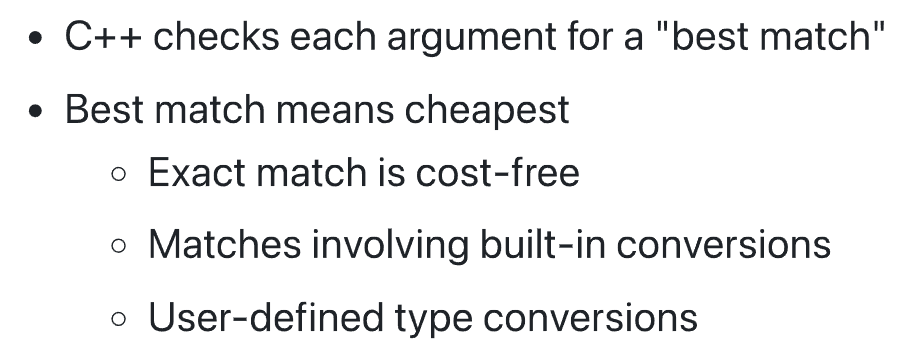 • C++ checks each argument for a "best match"
• Best match means cheapest
◦ Exact match is cost-free
◦ Matches involving built-in conversions
◦ User-defined type conversions